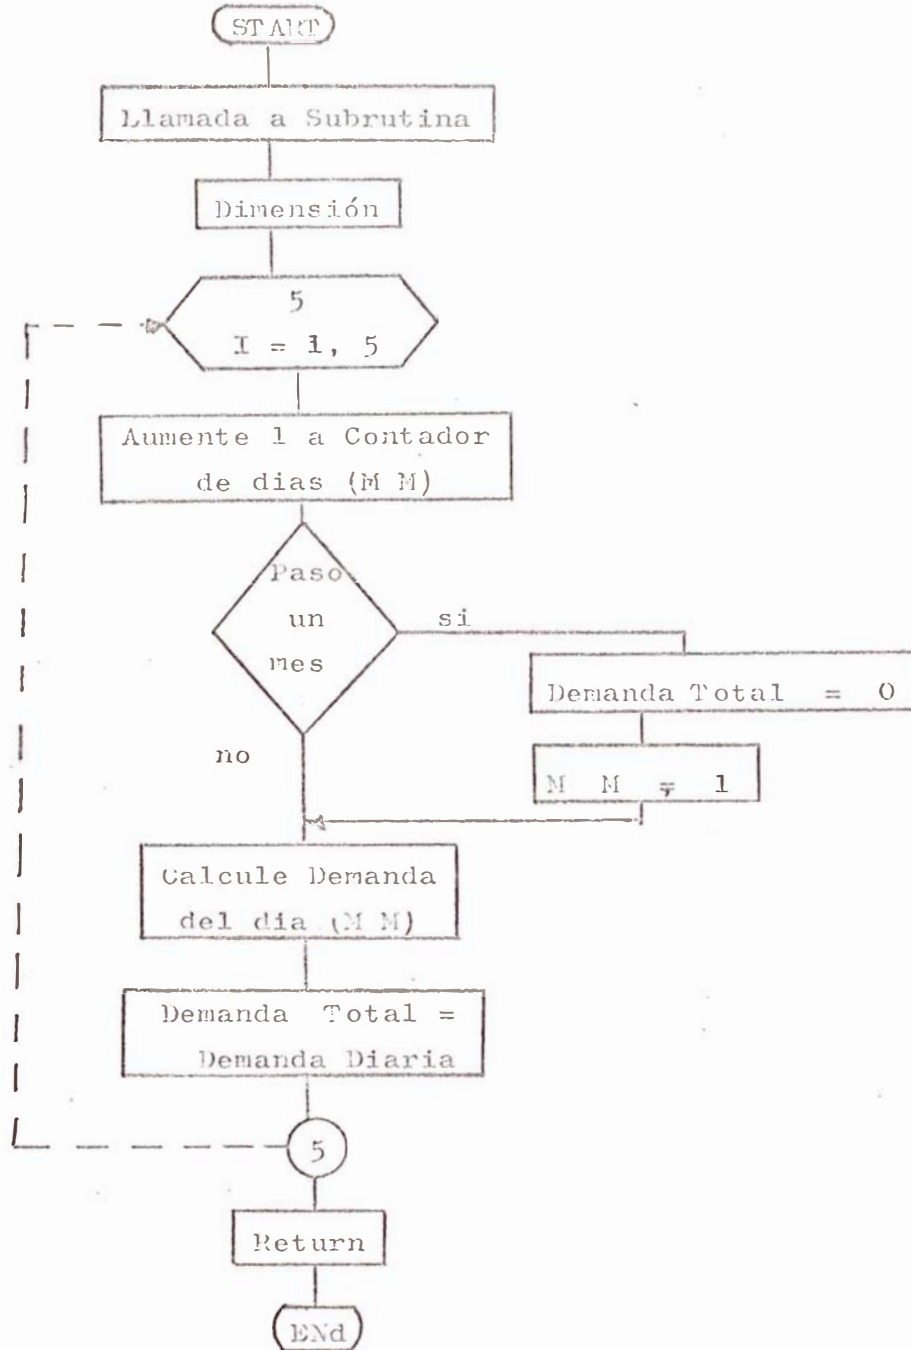 START
Llamada a Subrutina
Dimensión
5
I = 1, 5
Aumente 1 a Contador
de dias (M M)
Paso
un
mes
si
Demanda Total = 0
no
M M = 1
Calcule Demanda
del dia (M M)
Demanda Total =
Demanda Diaria
5
Return
ENd